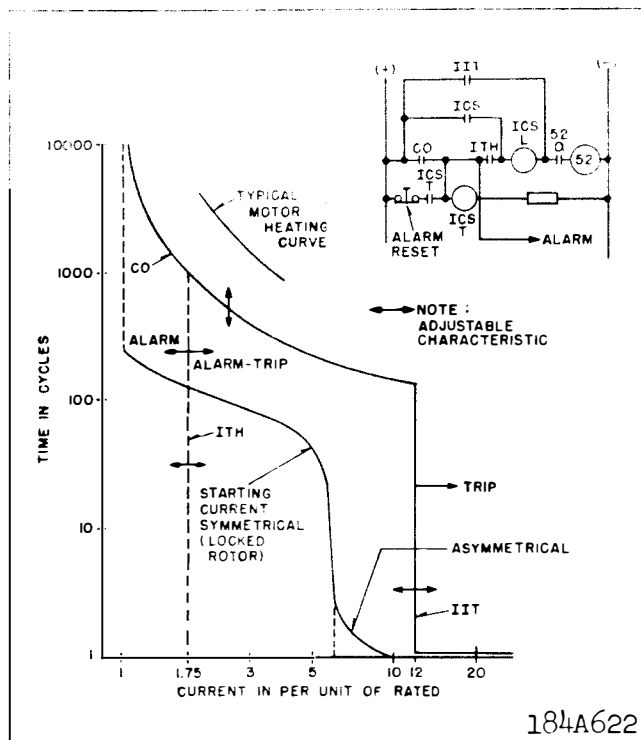 (+)
(-)
IIT
ICS
CO
ITH
ICS
L
52
a
52
ICS
T
ICS
T
ALARM
RESET
ALARM
10000
TYPICAL
MOTOR
HEATING
CURVE
CO
1000
NOTE :
ADJUSTABLE
CHARACTERISTIC
ALARM
ALARM-TRIP
TIME IN CYCLES
100
ITH
STARTING
CURRENT
SYMMETRICAL
(LOCKED
ROTOR)
TRIP
10
ASYMMETRICAL
IIT
1
1 1.75 3 5 10 12 20
CURRENT IN PER UNIT OF RATED
184A622